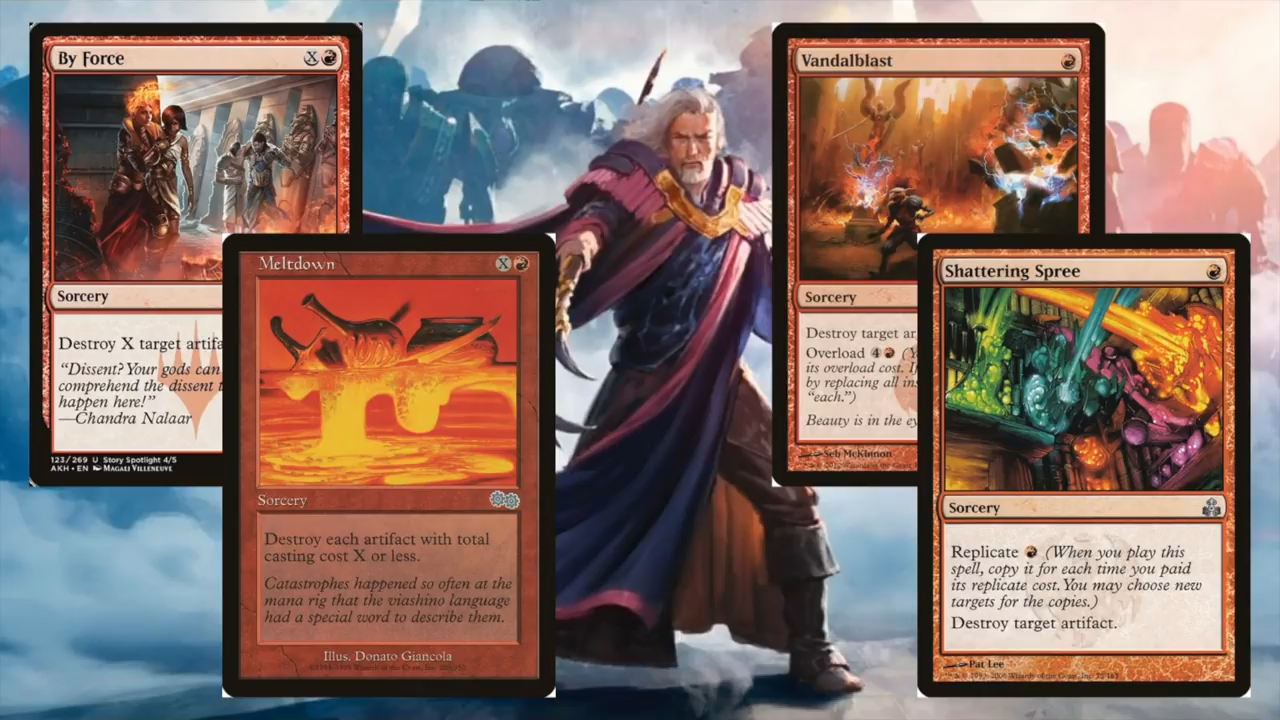 By Force
X
Sorcery
Destroy X target artifa
"Dissent? Your gods can
comprehend the dissent t
happen here!"
—Chandra Nalaar
123/269 U Story Spotlight 4/5
AKH • EN Magali Villeneuve
Meltdown
X
Sorcery
Destroy each artifact with total
casting cost X or less.
Catastrophes happened so often at the
mana rig that the viashino language
had a special word to describe them.
Illus. Donato Giancola
Vandalblast
Sorcery
Destroy target ar
Overload 4 (Y
its overload cost. I
by replacing all ins
"each.")
Beauty is in the ey
Seb McKinnon
Shattering Spree
Sorcery
Replicate (When you play this
spell, copy it for each time you paid
its replicate cost. You may choose new
targets for the copies.)
Destroy target artifact.
Pat Lee